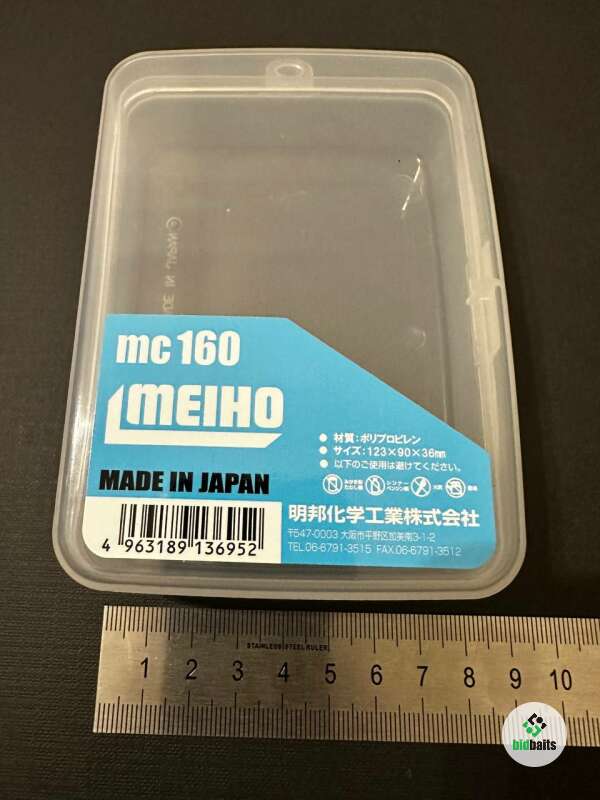 mc 160
MEIHO
MADE IN JAPAN
● 材質:ポリプロピレン
● サイズ:123×90×36mm
● 以下のご使用は避けてください。
明邦化学工業株式会社
〒547-0003 大阪市平野区加美南3-1-2
TEL.06-6791-3515 FAX.06-6791-3512
4 963189 136952
STAINLESS STEEL RULER
1 2 3 4 5 6 7 8 9 10
bidbaits